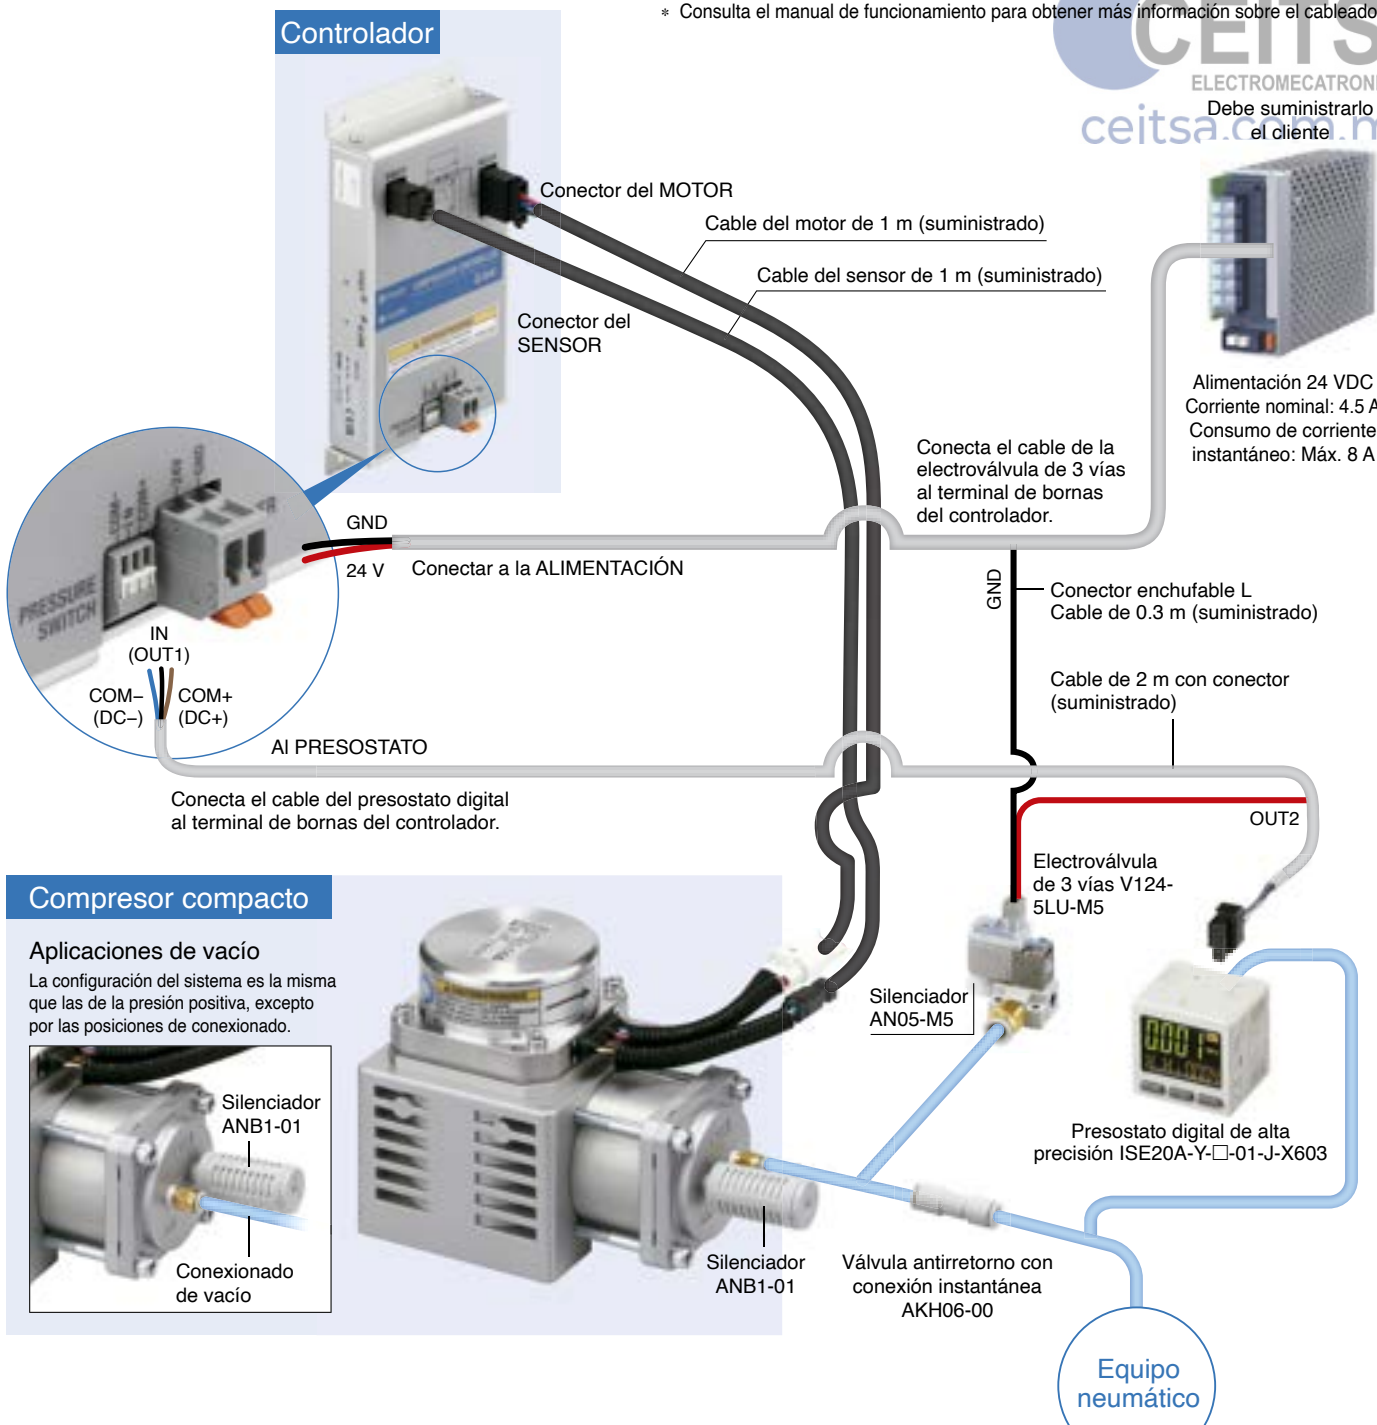 * Consulta el manual de funcionamiento para obtener más información sobre el cableado
CEITS
ELECTROMECATRONI
ceitsa.com.m
Controlador
Debe suministrarlo
el cliente
Conector del MOTOR
Cable del motor de 1 m (suministrado)
Cable del sensor de 1 m (suministrado)
Conector del
SENSOR
Alimentación 24 VDC
Corriente nominal: 4.5 A
Consumo de corriente
instantáneo: Máx. 8 A
Conecta el cable de la
electroválvula de 3 vías
al terminal de bornas
del controlador.
COM−
IN
COM+
24V
GND
PRESSURE
SWITCH
GND
24 V
Conectar a la ALIMENTACIÓN
GND
Conector enchufable L
Cable de 0.3 m (suministrado)
IN
(OUT1)
COM−
(DC−)
COM+
(DC+)
Cable de 2 m con conector
(suministrado)
Al PRESOSTATO
Conecta el cable del presostato digital
al terminal de bornas del controlador.
OUT2
Electroválvula
de 3 vías V124-
5LU-M5
Compresor compacto
Aplicaciones de vacío
La configuración del sistema es la misma
que las de la presión positiva, excepto
por las posiciones de conexionado.
Silenciador
AN05-M5
Silenciador
ANB1-01
Conexionado
de vacío
Presostato digital de alta
precisión ISE20A-Y-□-01-J-X603
Silenciador
ANB1-01
Válvula antirretorno con
conexión instantánea
AKH06-00
Equipo
neumático